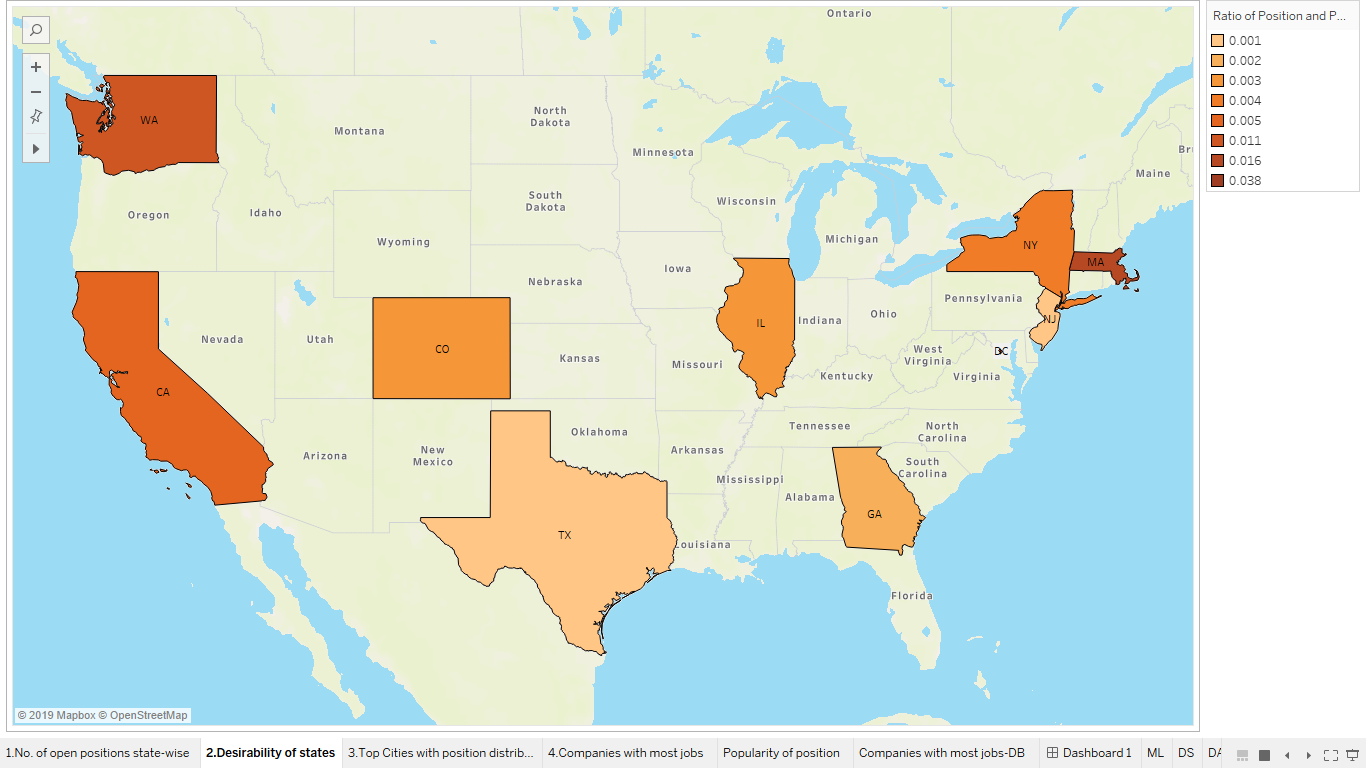 Ontario
WA
Montana
North
Dakota
Minnesota
Maine
Br
Oregon
Idaho
South
Dakota
Wisconsin
Wyoming
Michigan
NY
MA
Iowa
Nebraska
Pennsylvania
Nevada
Utah
CO
IL
Indiana
Ohio
NJ
DC
Kansas
Missouri
West
Virginia
Kentucky
Virginia
CA
Oklahoma
Tennessee
North
Carolina
Arizona
New
Mexico
Arkansas
Mississippi
South
Carolina
Alabama
GA
TX
Louisiana
Florida
© 2019 Mapbox © OpenStreetMap
Ratio of Position and P...
0.001
0.002
0.003
0.004
0.005
0.011
0.016
0.038
1.No. of open positions state-wise
2.Desirability of states
3.Top Cities with position distrib...
4.Companies with most jobs
Popularity of position
Companies with most jobs-DB
Dashboard 1
ML
DS
DA